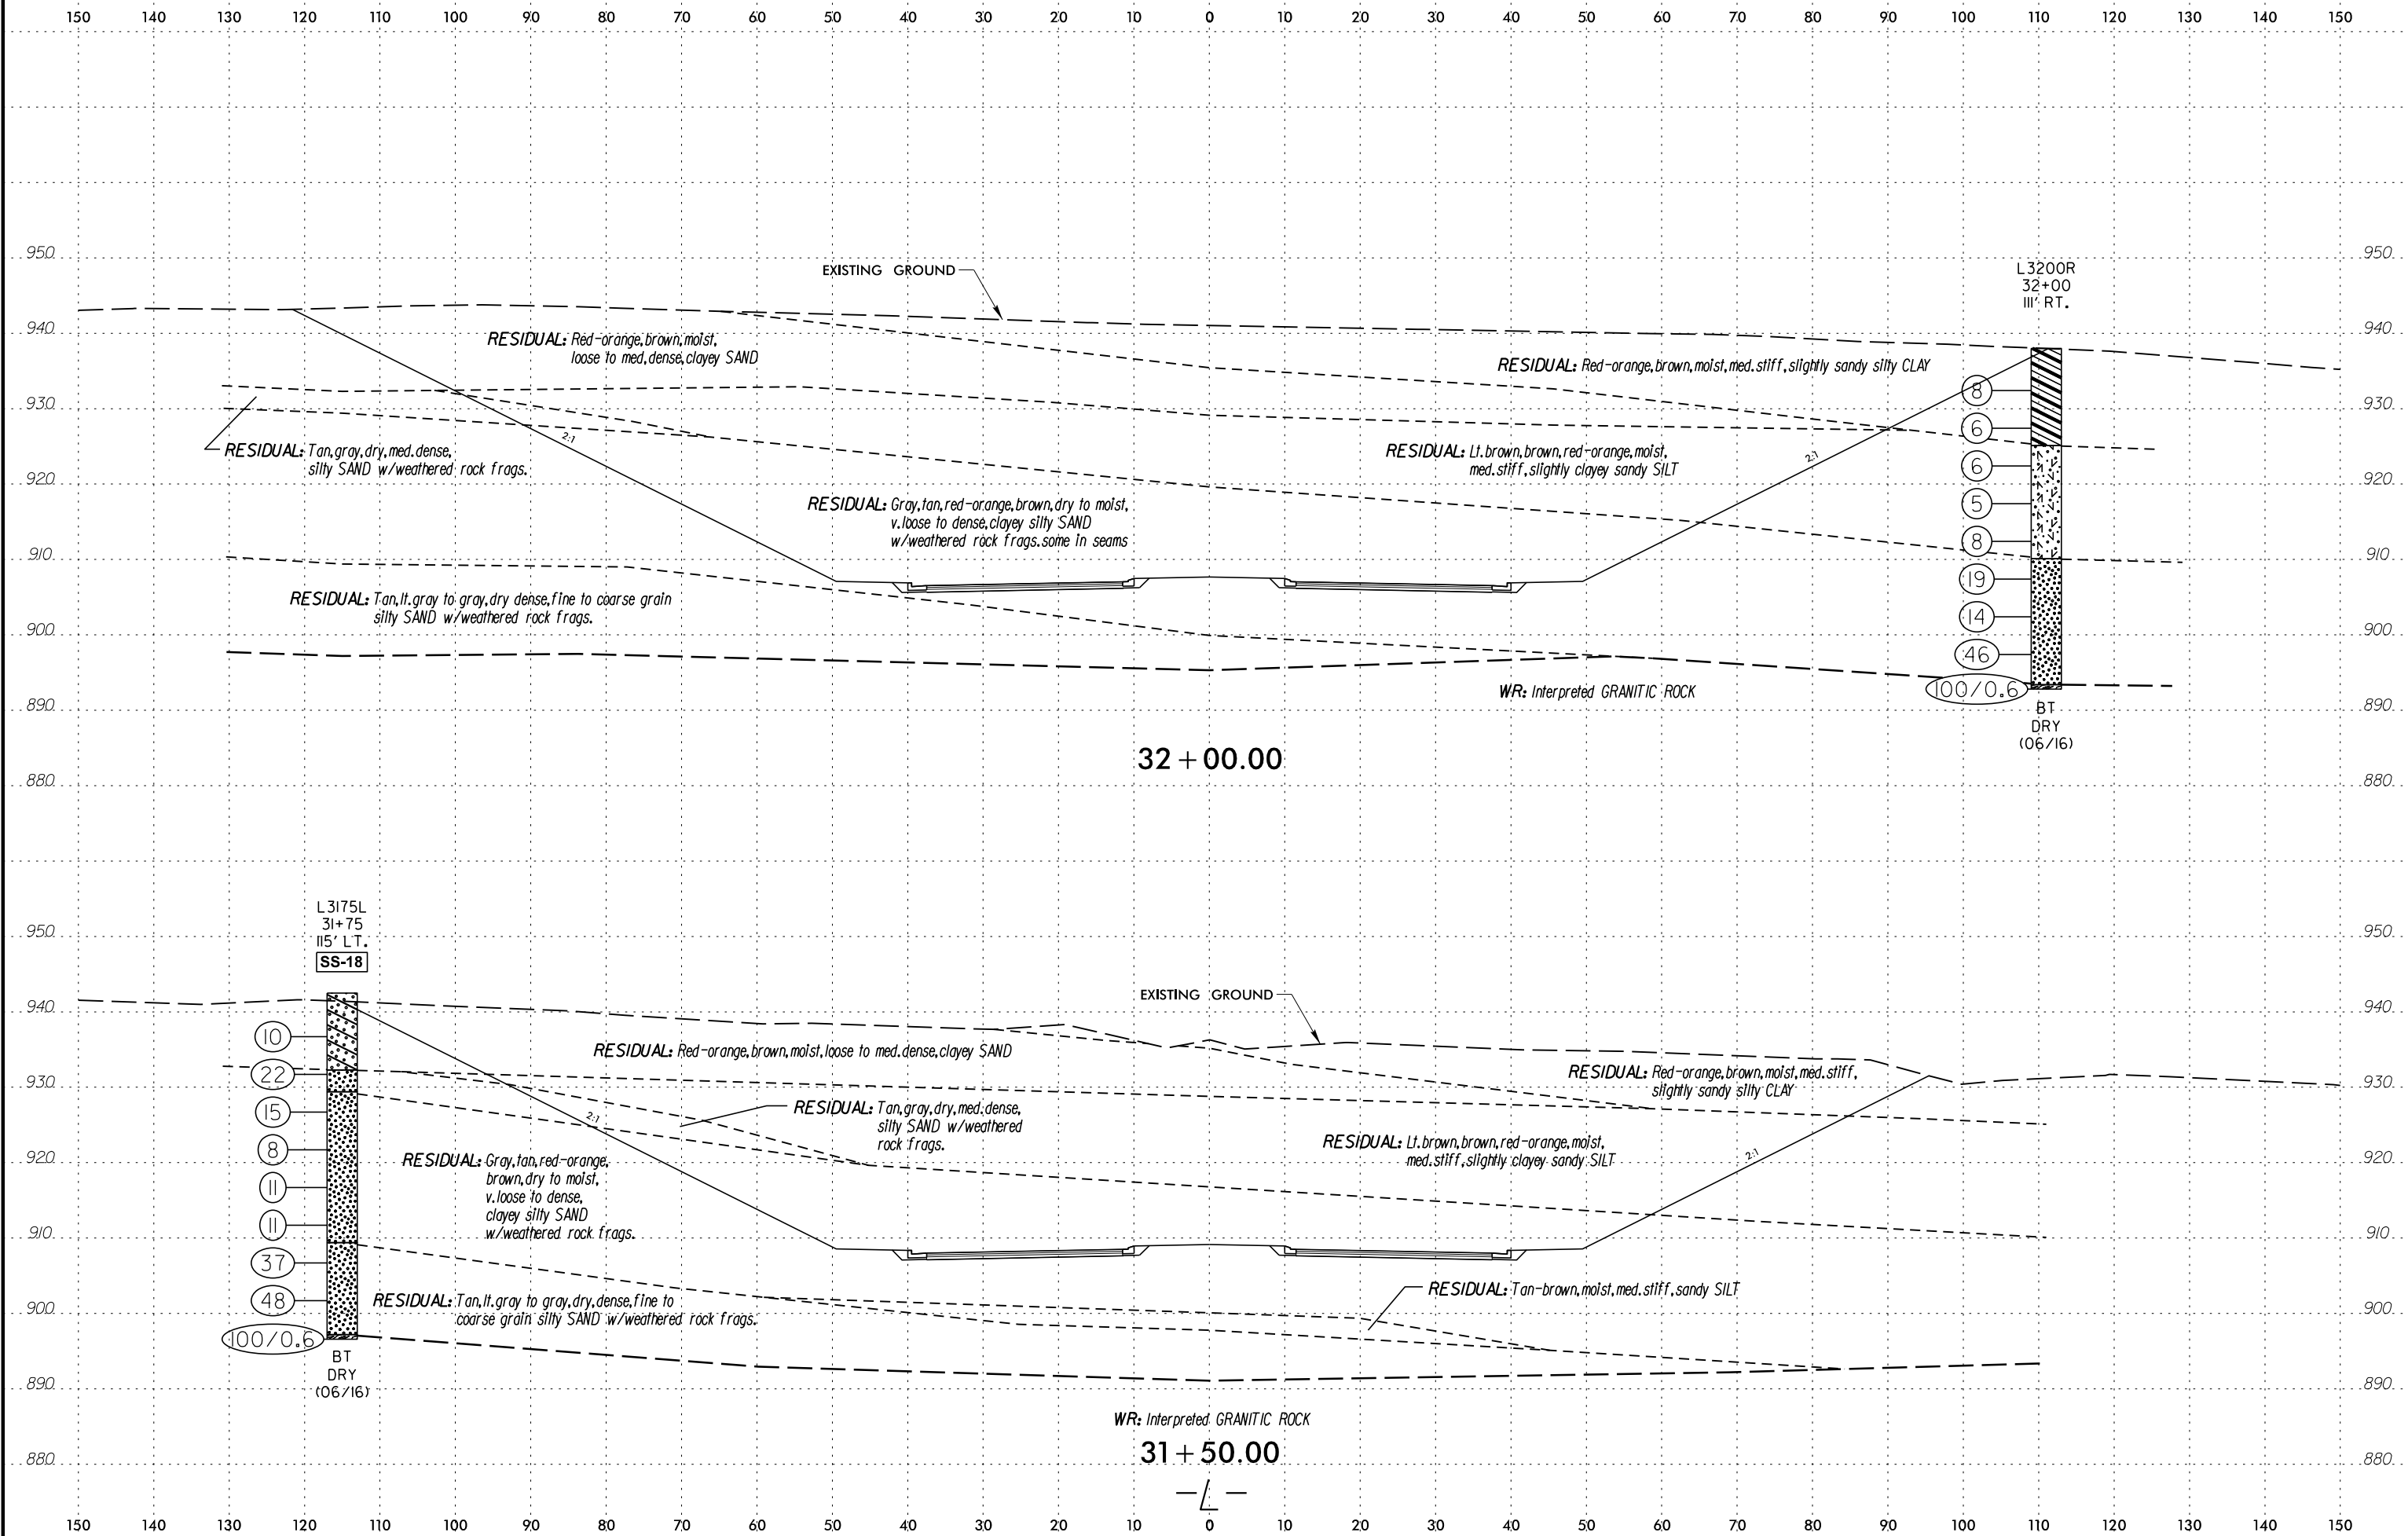 150 140 130 120 110 100 90 80 70 60 50 40 30 20 10 0 10 20 30 40 50 60 70 80 90 100 110 120 130 140 150
950 950
EXISTING GROUND
L3200R
32+00
111' RT.
940 940
RESIDUAL: Red-orange,brown,moist,
loose to med,dense,clayey SAND
RESIDUAL: Red-orange,brown,moist,med.stiff,slightly sandy silty CLAY
8
930 930
6
RESIDUAL: Tan,gray,dry,med.dense,
silty SAND w/weathered rock frags.
2:1
RESIDUAL: Lt.brown,brown,red-orange,moist,
med.stiff,slightly clayey sandy SILT
2:1
6
920 920
RESIDUAL: Gray,tan,red-orange,brown,dry to moist,
v.loose to dense,clayey silty SAND
w/weathered rock frags.some in seams
5
8
910 910
19
RESIDUAL: Tan,lt.gray to gray,dry dense,fine to coarse grain
silty SAND w/weathered rock frags.
14
900 900
46
WR: Interpreted GRANITIC ROCK
100/0.6
890 890
BT
DRY
(06/16)
32+00.00
880 880
L3175L
31+75
115' LT.
SS-18
950 950
EXISTING GROUND
940 940
10
RESIDUAL: Red-orange,brown,moist,loose to med.dense,clayey SAND
22
RESIDUAL: Red-orange,brown,moist,med.stiff,
slightly sandy silty CLAY
930 930
15
2:1
RESIDUAL: Tan,gray,dry,med.dense,
silty SAND w/weathered
rock frags.
RESIDUAL: Lt.brown,brown,red-orange,moist,
med.stiff,slightly clayey sandy SILT
2:1
8
920 920
RESIDUAL: Gray,tan,red-orange,
brown,dry to moist,
v.loose to dense,
clayey silty SAND
w/weathered rock frags.
11
11
910 910
37
RESIDUAL: Tan-brown,moist,med.stiff,sandy SILT
48
RESIDUAL: Tan,lt.gray to gray,dry,dense,fine to
coarse grain silty SAND w/weathered rock frags.
900 900
100/0.6
BT
DRY
(06/16)
890 890
WR: Interpreted GRANITIC ROCK
31+50.00
880 880
-L-
150 140 130 120 110 100 90 80 70 60 50 40 30 20 10 0 10 20 30 40 50 60 70 80 90 100 110 120 130 140 150